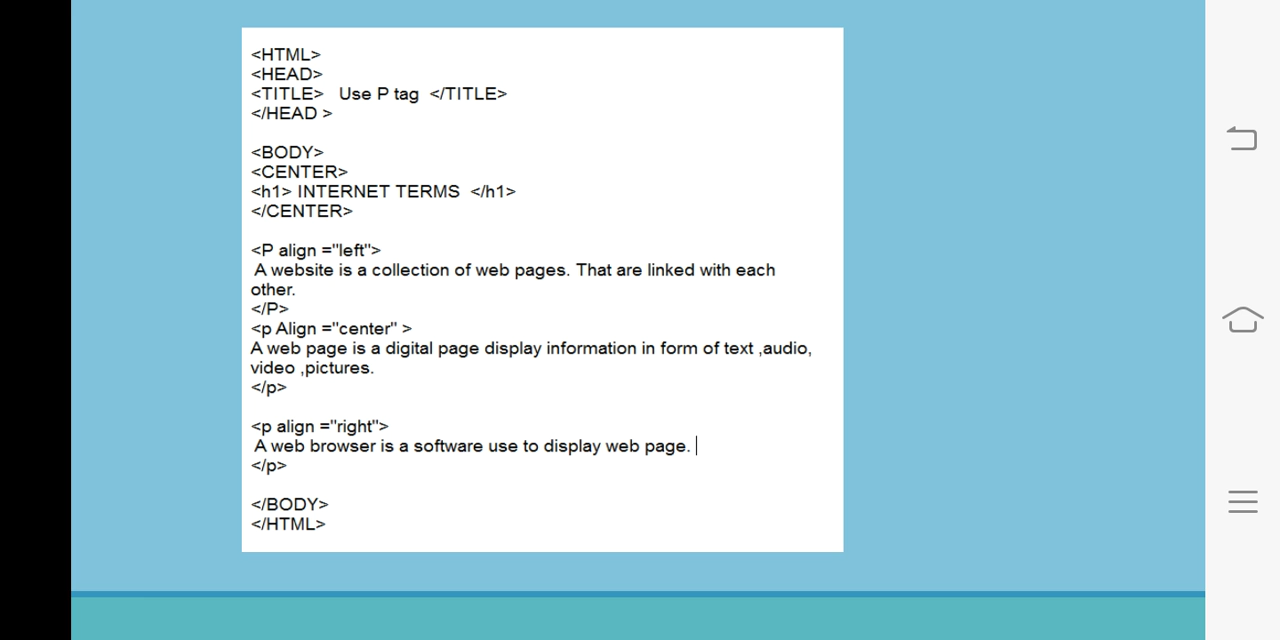 <HTML>
<HEAD>
<TITLE>   Use P tag  </TITLE>
</HEAD >
<BODY>
<CENTER>
<h1> INTERNET TERMS  </h1>
</CENTER>
<P align ="left">
A website is a collection of web pages. That are linked with each
other.
</P>
<p Align ="center" >
A web page is a digital page display information in form of text ,audio,
video ,pictures.
</p>
<p align ="right">
A web browser is a software use to display web page.
</p>
</BODY>
</HTML>